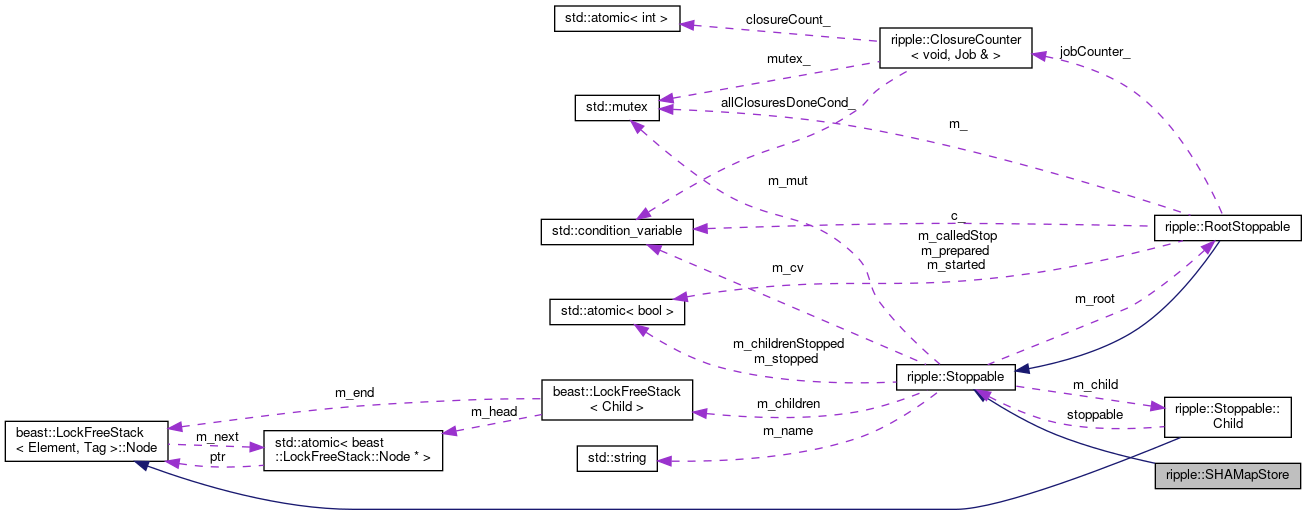 std::atomic< int >
closureCount_
ripple::ClosureCounter
< void, Job & >
jobCounter_
mutex_
std::mutex
allClosuresDoneCond_
m_
m_mut
std::condition_variable
c_
ripple::RootStoppable
m_calledStop
m_prepared
m_started
m_cv
std::atomic< bool >
m_root
m_childrenStopped
m_stopped
ripple::Stoppable
m_child
m_end
beast::LockFreeStack
< Child >
m_children
stoppable
ripple::Stoppable::
Child
m_head
beast::LockFreeStack
< Element, Tag >::Node
m_next
ptr
std::atomic< beast
::LockFreeStack::Node * >
m_name
std::string
ripple::SHAMapStore